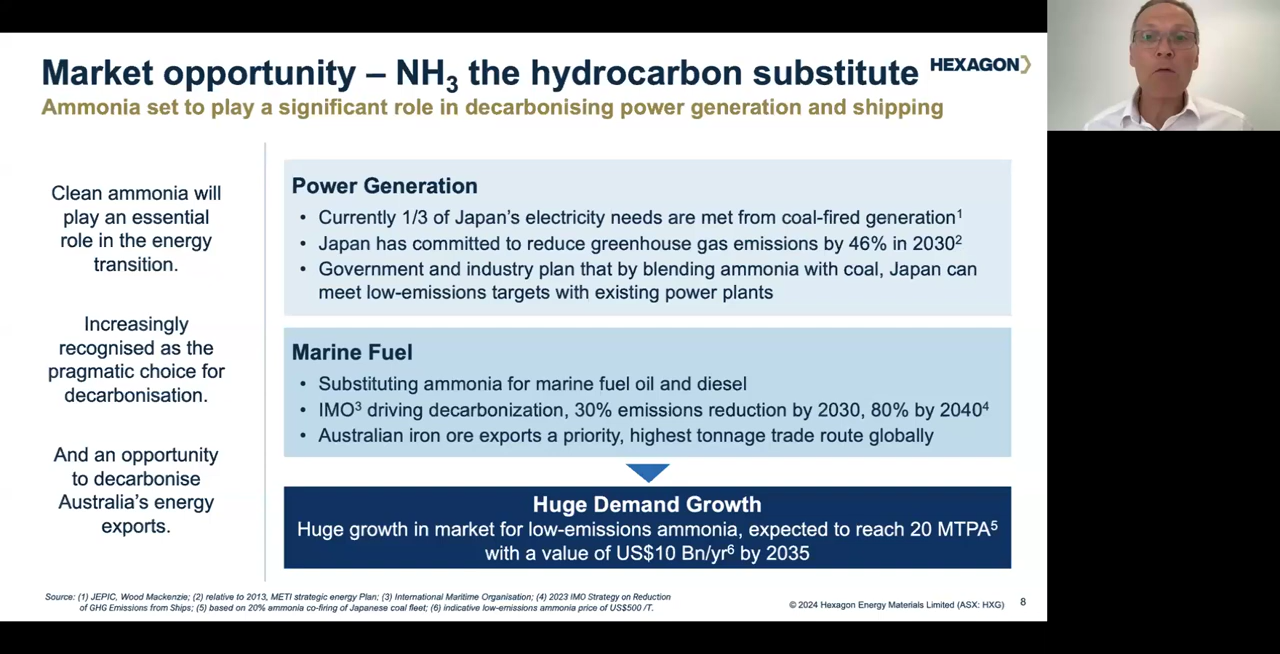 Market opportunity – NH₃ the hydrocarbon substitute
HEXAGON
Ammonia set to play a significant role in decarbonising power generation and shipping
Clean ammonia will
play an essential
role in the energy
transition.
Increasingly
recognised as the
pragmatic choice for
decarbonisation.
And an opportunity
to decarbonise
Australia's energy
exports.
Power Generation
• Currently 1/3 of Japan's electricity needs are met from coal-fired generation¹
• Japan has committed to reduce greenhouse gas emissions by 46% in 2030²
• Government and industry plan that by blending ammonia with coal, Japan can
meet low-emissions targets with existing power plants
Marine Fuel
• Substituting ammonia for marine fuel oil and diesel
• IMO³ driving decarbonization, 30% emissions reduction by 2030, 80% by 2040⁴
• Australian iron ore exports a priority, highest tonnage trade route globally
Huge Demand Growth
Huge growth in market for low-emissions ammonia, expected to reach 20 MTPA⁵
with a value of US$10 Bn/yr⁶ by 2035
Source: (1) JEPIC, Wood Mackenzie; (2) relative to 2013, METI strategic energy Plan; (3) International Maritime Organisation; (4) 2023 IMO Strategy on Reduction
of GHG Emissions from Ships; (5) based on 20% ammonia co-firing of Japanese coal fleet; (6) indicative low-emissions ammonia price of US$500 /T.
© 2024 Hexagon Energy Materials Limited (ASX: HXG)
8